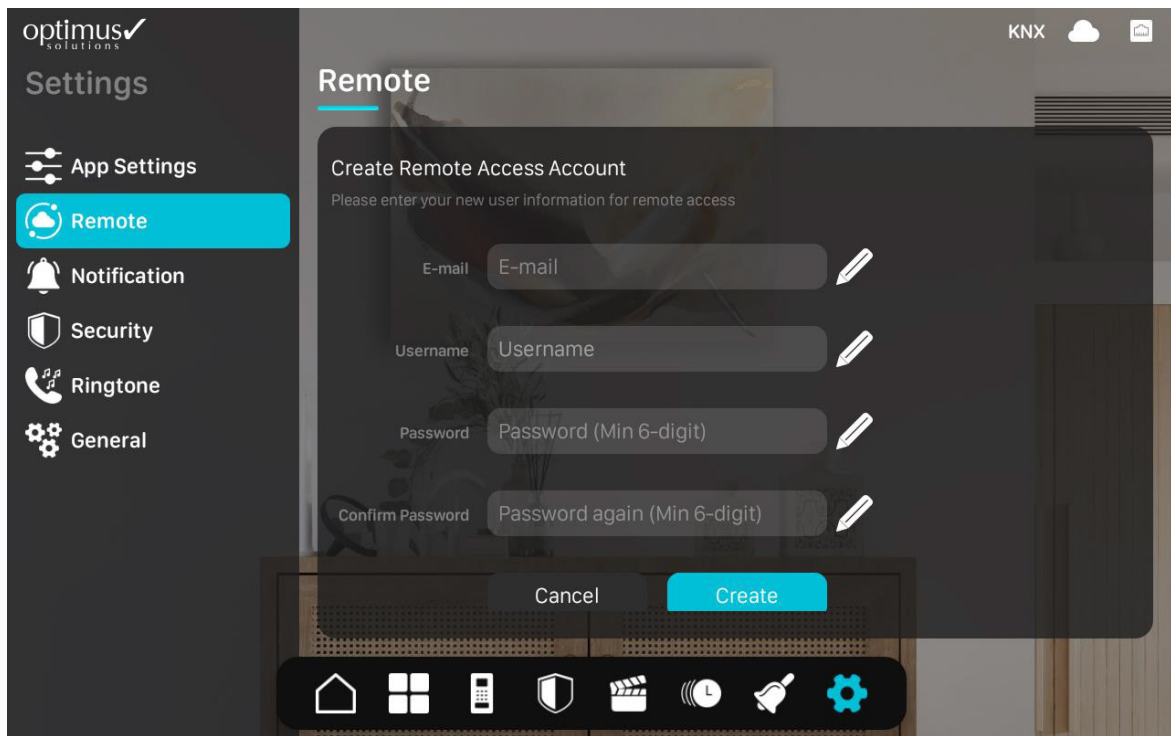 optimus✓
solutions
KNX
Settings
App Settings
Remote
Notification
Security
Ringtone
General
Remote
Create Remote Access Account
Please enter your new user information for remote access
E-mail E-mail
Username Username
Password Password (Min 6-digit)
Confirm Password Password again (Min 6-digit)
Cancel Create
L